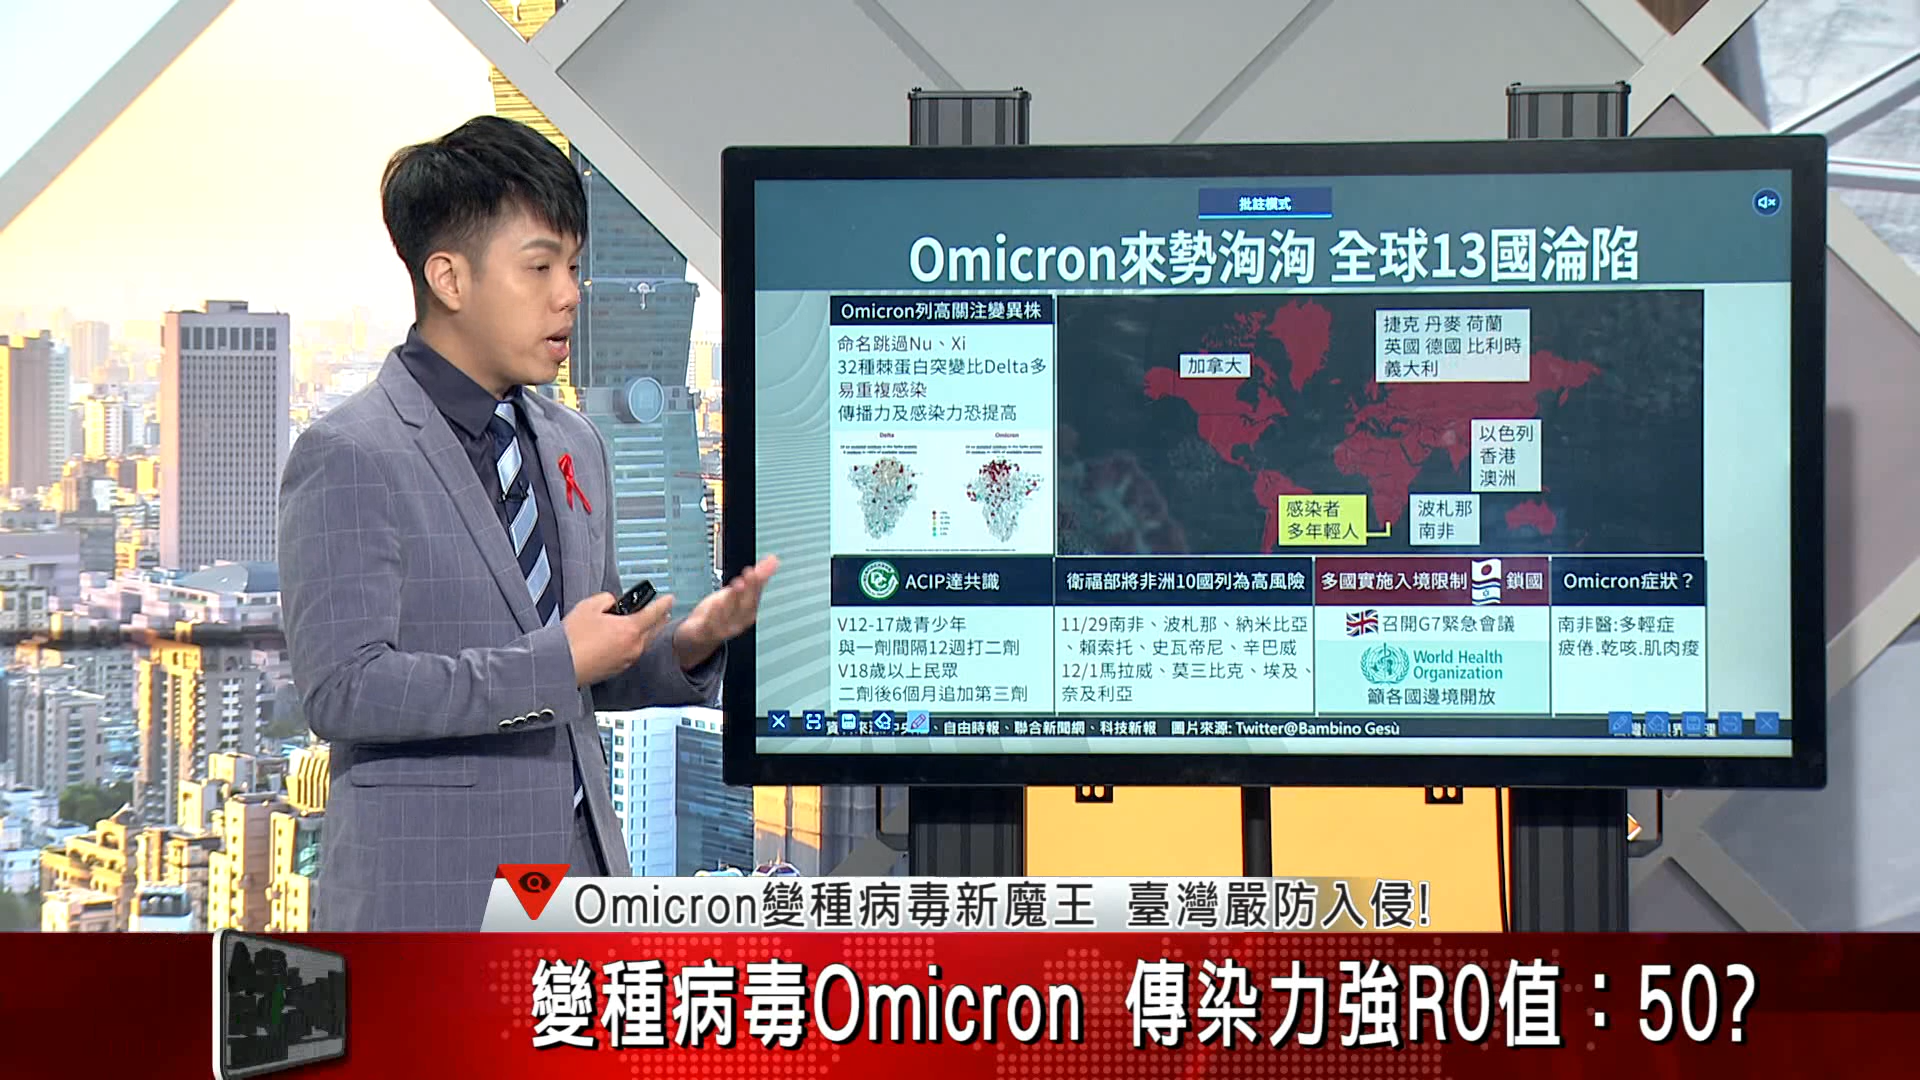 批註模式
Omicron來勢洶洶 全球13國淪陷
Omicron列高關注變異株
命名跳過Nu、Xi
32種棘蛋白突變比Delta多
易重複感染
傳播力及感染力恐提高
Delta
Omicron
加拿大
捷克 丹麥 荷蘭
英國 德國 比利時
義大利
以色列
香港
澳洲
感染者
多年輕人
波札那
南非
ACIP達共識
V12-17歲青少年
與一劑間隔12週打二劑
V18歲以上民眾
二劑後6個月追加第三劑
衛福部將非洲10國列為高風險
11/29南非、波札那、納米比亞
、賴索托、史瓦帝尼、辛巴威
12/1馬拉威、莫三比克、埃及、
奈及利亞
多國實施入境限制 鎖國
召開G7緊急會議
World Health
Organization
籲各國邊境開放
Omicron症狀？
南非醫:多輕症
疲倦.乾咳.肌肉痠
、自由時報、聯合新聞網、科技新報 圖片來源: Twitter@Bambino Gesù
Omicron變種病毒新魔王 臺灣嚴防入侵!
變種病毒Omicron 傳染力強R0值：50?